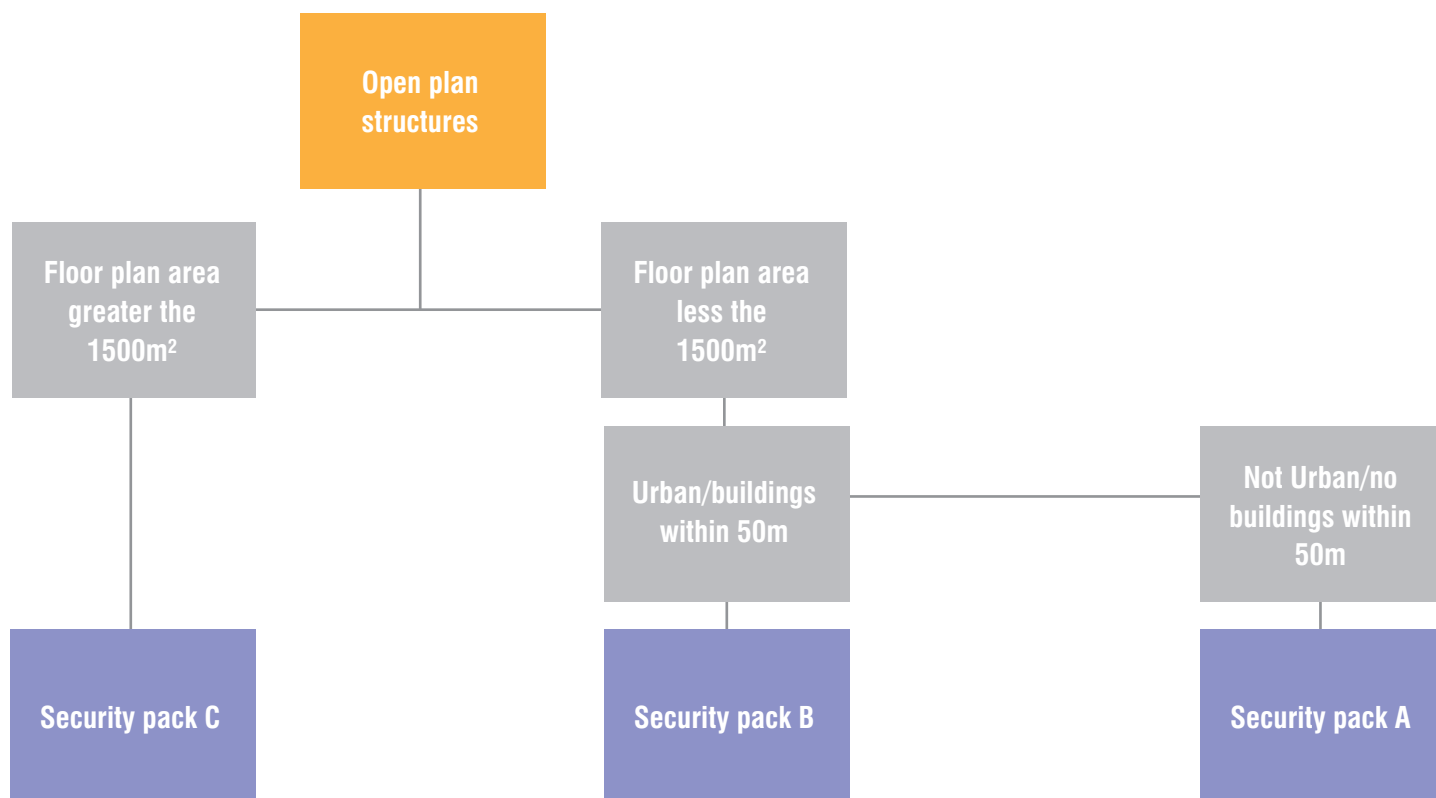 Open plan
structures
Floor plan area
greater the
1500m²
Floor plan area
less the
1500m²
Urban/buildings
within 50m
Not Urban/no
buildings within
50m
Security pack C
Security pack B
Security pack A